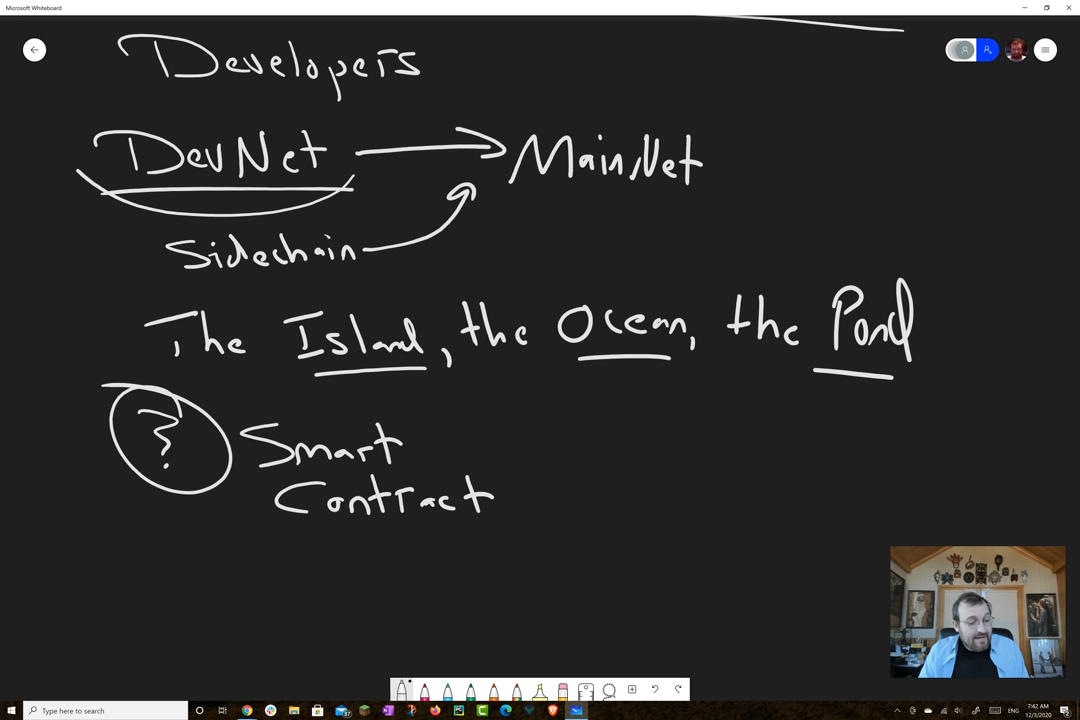 Microsoft Whiteboard
Developers
DevNet MainNet
Sidechain
The Island, the Ocean, the Pond
? Smart
Contract
Type here to search
37
ENG
7:42 AM
12/3/2020